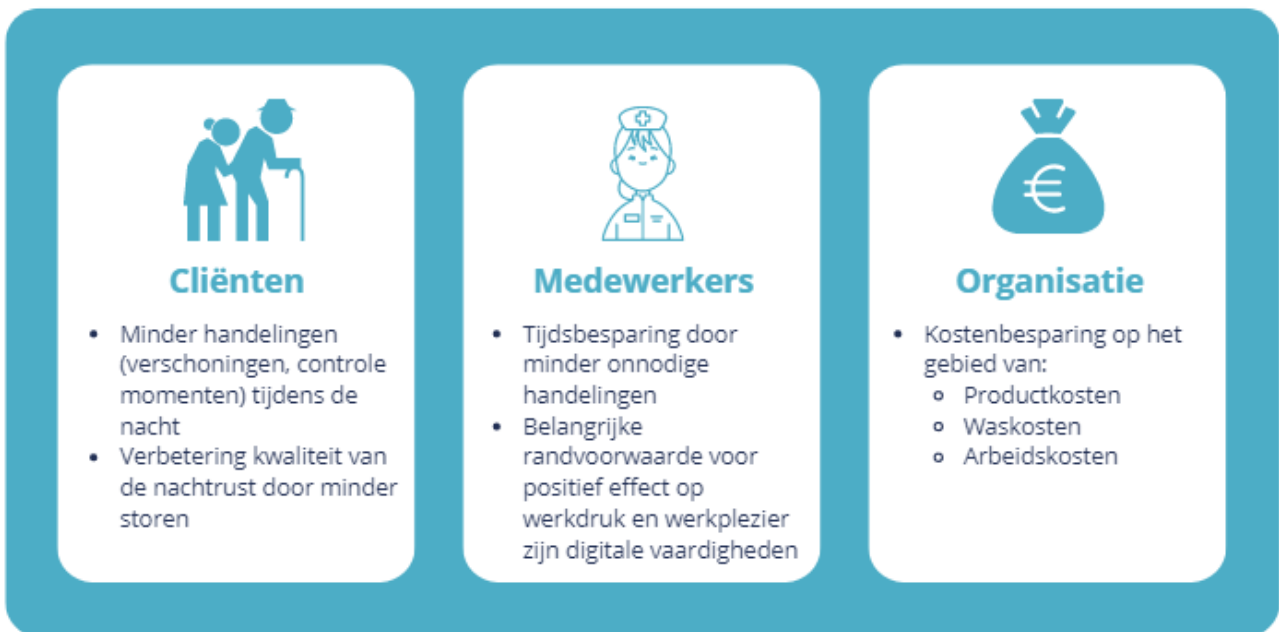 Cliënten
• Minder handelingen
(verschoningen, controle
momenten) tijdens de
nacht
• Verbetering kwaliteit van
de nachtrust door minder
storen
Medewerkers
• Tijdsbesparing door
minder onnodige
handelingen
• Belangrijke
randvoorwaarde voor
positief effect op
werkdruk en werkplezier
zijn digitale vaardigheden
€
Organisatie
• Kostenbesparing op het
gebied van:
◦ Productkosten
◦ Waskosten
◦ Arbeidskosten